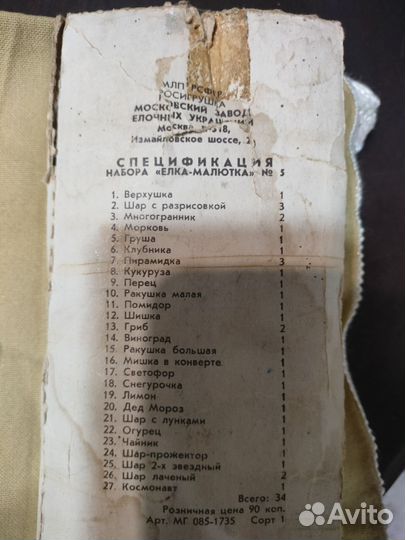 МЛП РСФСР
РОСИГРУШКА
МОСКОВСКИЙ ЗАВОД
ЕЛОЧНЫХ УКРАШЕНИЙ
Москва
Измайловское шоссе,
СПЕЦИФИКАЦИЯ
НАБОРА «ЕЛКА-МАЛЮТКА» № 5
1. Верхушка 1
2. Шар с разрисовкой 3
3. Многогранник 2
4. Морковь 1
5. Груша 1
6. Клубника 1
7. Пирамидка 3
8. Кукуруза 1
9. Перец 1
10. Ракушка малая 1
11. Помидор 1
12. Шишка 1
13. Гриб 2
14. Виноград 1
15. Ракушка большая 1
16. Мишка в конверте 1
17. Светофор 1
18. Снегурочка 1
19. Лимон 1
20. Дед Мороз 1
21. Шар с лунками 1
22. Огурец 1
23. Чайник 1
24. Шар-прожектор 1
25. Шар 2-х звездный 1
26. Шар лаченый 2
27. Космонавт 1
Всего: 34
Розничная цена 90 коп.
Арт. МГ 085-1735 Сорт 1
Avito